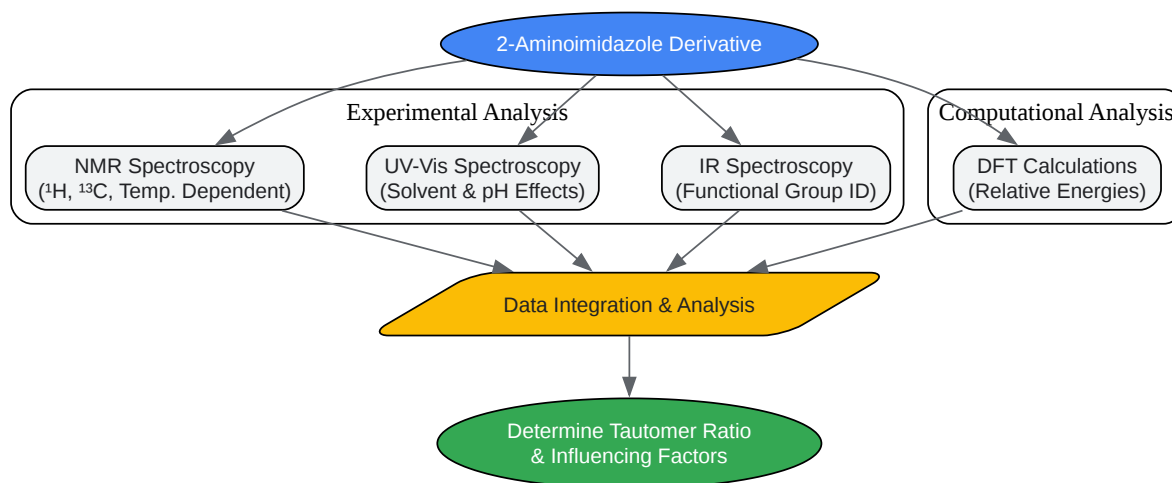 2-Aminoimidazole Derivative
Experimental Analysis
Computational Analysis
NMR Spectroscopy
(¹H, ¹³C, Temp. Dependent)
UV-Vis Spectroscopy
(Solvent & pH Effects)
IR Spectroscopy
(Functional Group ID)
DFT Calculations
(Relative Energies)
Data Integration & Analysis
Determine Tautomer Ratio
& Influencing Factors